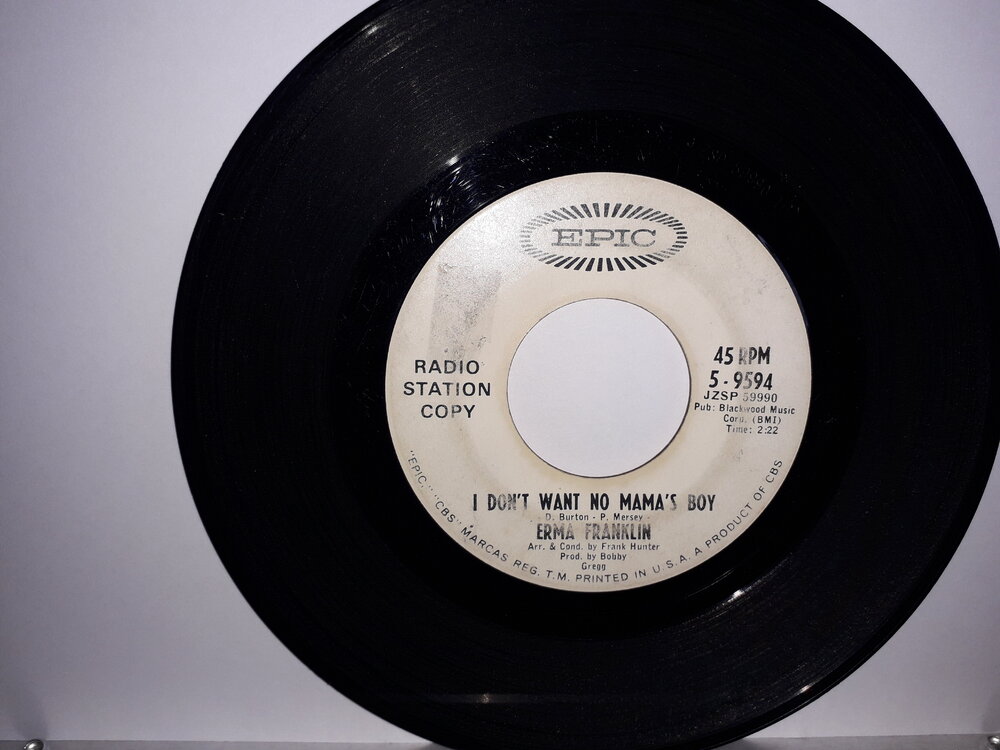 EPIC
RADIO
STATION
COPY
45 RPM
5-9594
JZSP 59990
Pub: Blackwood Music
Corp. (BMI)
Time: 2:22
I DON'T WANT NO MAMA'S BOY
D. Burton - P. Mersey
ERMA FRANKLIN
Arr. & Cond. by Frank Hunter
Prod. by Bobby
Gregg
"EPIC," "CBS" MARCAS REG. T.M. PRINTED IN U.S.A. A PRODUCT OF CBS